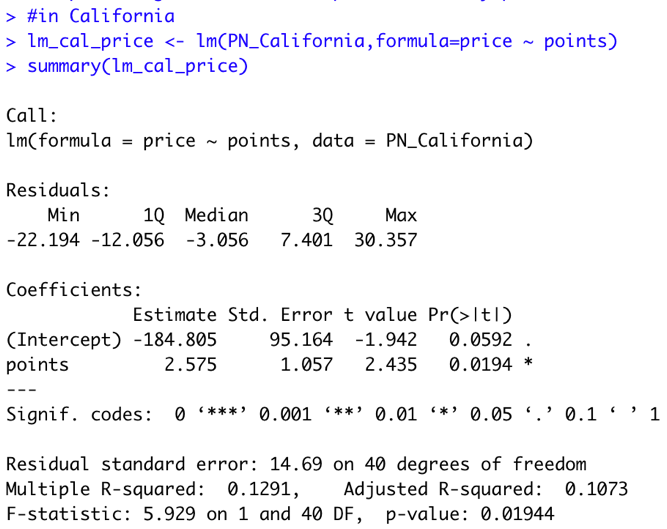 > #in California
> lm_cal_price <- lm(PN_California,formula=price ~ points)
> summary(lm_cal_price)
Call:
lm(formula = price ~ points, data = PN_California)
Residuals:
    Min      1Q  Median      3Q     Max
-22.194 -12.056  -3.056   7.401  30.357
Coefficients:
            Estimate Std. Error t value Pr(>|t|)
(Intercept) -184.805     95.164  -1.942   0.0592 .
points         2.575      1.057   2.435   0.0194 *
---
Signif. codes:  0 ‘***’ 0.001 ‘**’ 0.01 ‘*’ 0.05 ‘.’ 0.1 ‘ ’ 1
Residual standard error: 14.69 on 40 degrees of freedom
Multiple R-squared:  0.1291,    Adjusted R-squared:  0.1073
F-statistic: 5.929 on 1 and 40 DF,  p-value: 0.01944